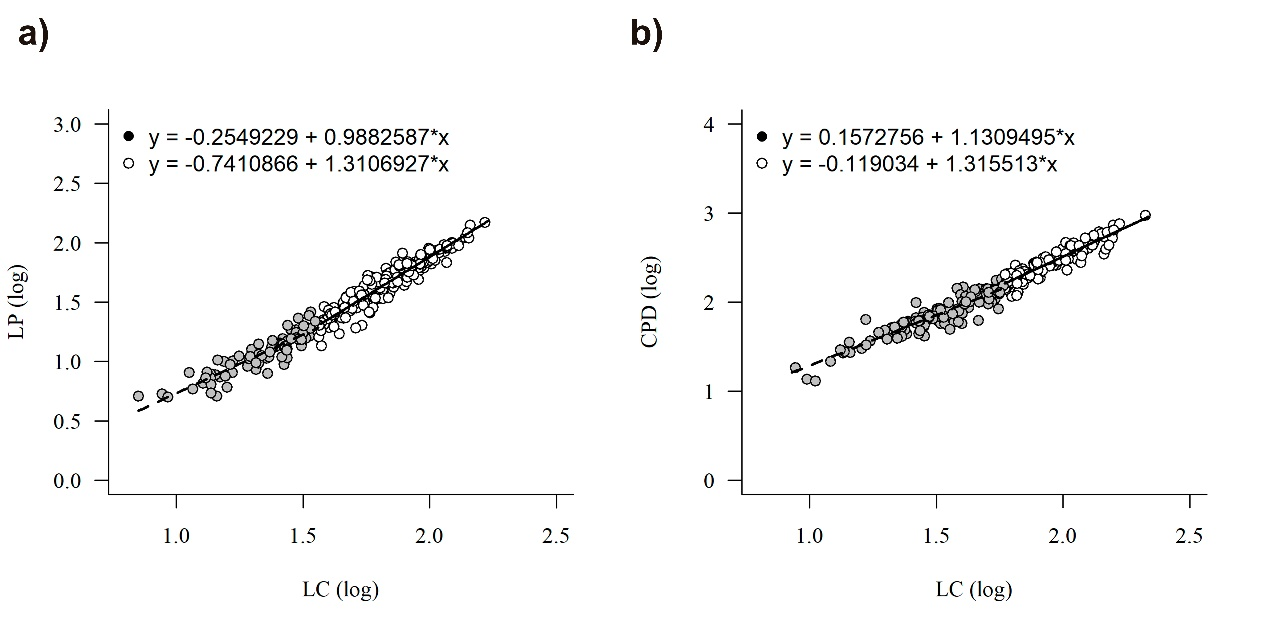 a)
3.0
2.5
2.0
1.5
1.0
0.5
0.0
LP (log)
y = -0.2549229 + 0.9882587*x
y = -0.7410866 + 1.3106927*x
1.0 1.5 2.0 2.5
LC (log)
b)
4
3
2
1
0
CPD (log)
y = 0.1572756 + 1.1309495*x
y = -0.119034 + 1.315513*x
1.0 1.5 2.0 2.5
LC (log)